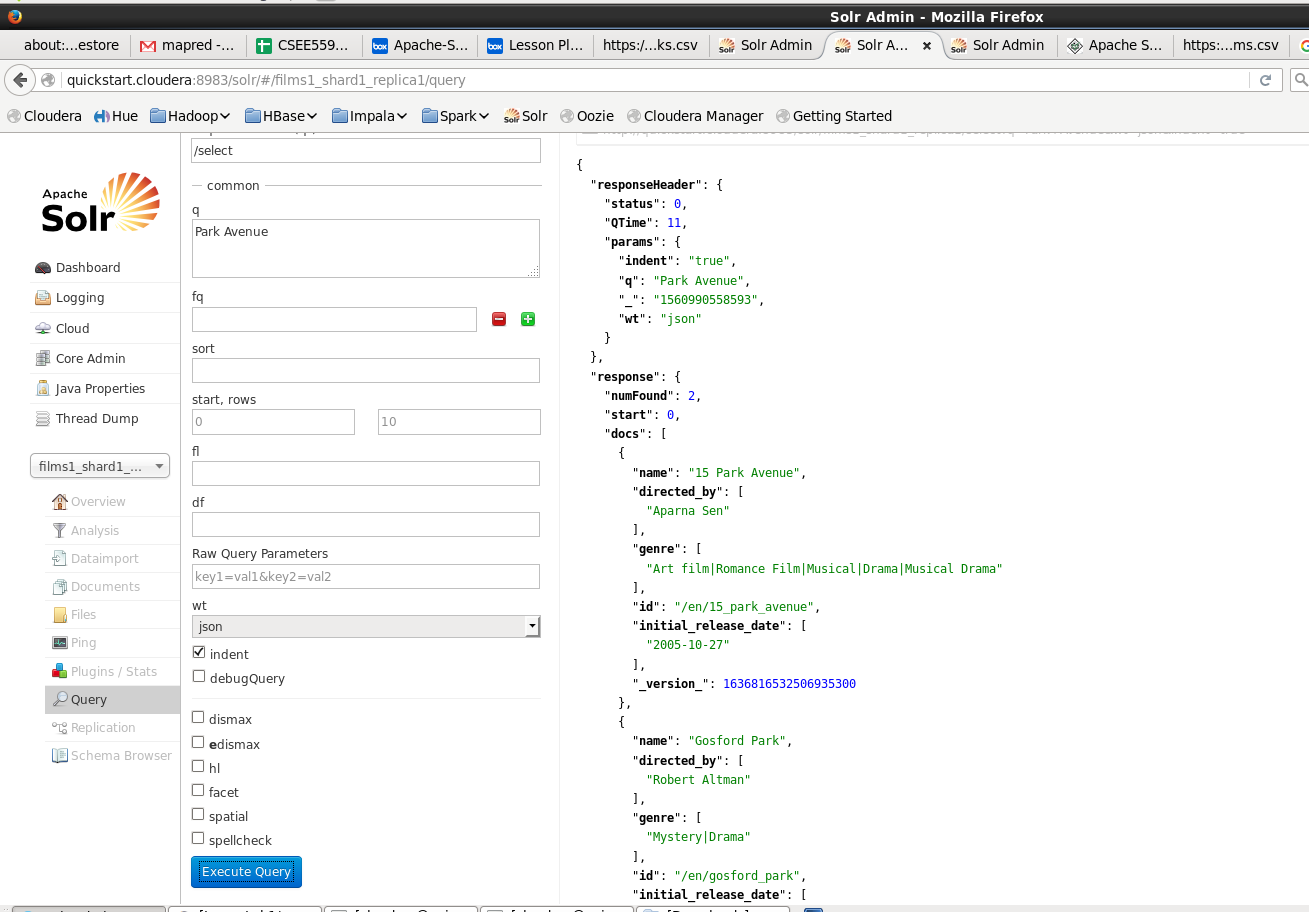 Solr Admin - Mozilla Firefox
about:...estore
mapred -...
CSEE559...
Apache-S...
Lesson Pl...
https:/...ks.csv
Solr Admin
Solr A...
Solr Admin
Apache S...
https:...ms.csv
quickstart.cloudera:8983/solr/#/films1_shard1_replica1/query
Cloudera
Hue
Hadoop
HBase
Impala
Spark
Solr
Oozie
Cloudera Manager
Getting Started
Apache
Solr
Dashboard
Logging
Cloud
Core Admin
Java Properties
Thread Dump
films1_shard1_...
Overview
Analysis
Dataimport
Documents
Files
Ping
Plugins / Stats
Query
Replication
Schema Browser
/select
common
q
Park Avenue
fq
sort
start, rows
0
10
fl
df
Raw Query Parameters
key1=val1&key2=val2
wt
json
indent
debugQuery
dismax
edismax
hl
facet
spatial
spellcheck
Execute Query
{
"responseHeader": {
"status": 0,
"QTime": 11,
"params": {
"indent": "true",
"q": "Park Avenue",
"_": "1560990558593",
"wt": "json"
}
},
"response": {
"numFound": 2,
"start": 0,
"docs": [
{
"name": "15 Park Avenue",
"directed_by": [
"Aparna Sen"
],
"genre": [
"Art film|Romance Film|Musical|Drama|Musical Drama"
],
"id": "/en/15_park_avenue",
"initial_release_date": [
"2005-10-27"
],
"_version_": 1636816532506935300
},
{
"name": "Gosford Park",
"directed_by": [
"Robert Altman"
],
"genre": [
"Mystery|Drama"
],
"id": "/en/gosford_park",
"initial_release_date": [